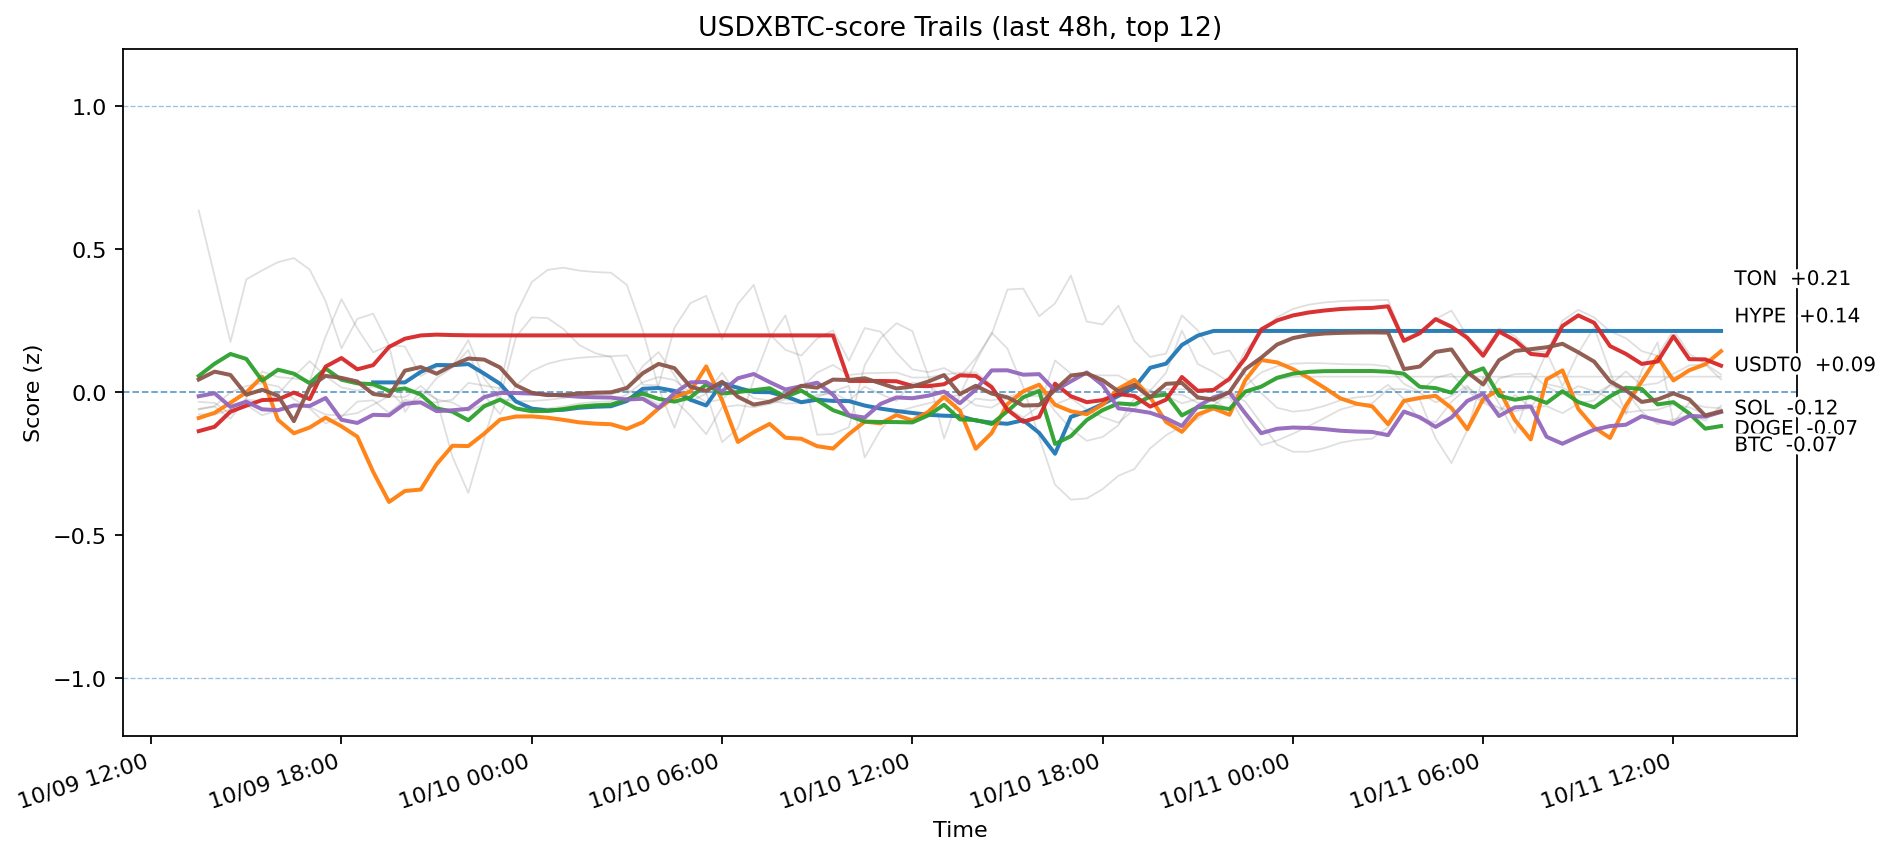 USDXBTC-score Trails (last 48h, top 12)
Score (z)
1.0
0.5
0.0
−0.5
−1.0
TON +0.21
HYPE +0.14
USDT0 +0.09
SOL -0.12
DOGE -0.07
BTC -0.07
10/09 12:00
10/09 18:00
10/10 00:00
10/10 06:00
10/10 12:00
10/10 18:00
10/11 00:00
10/11 06:00
10/11 12:00
Time